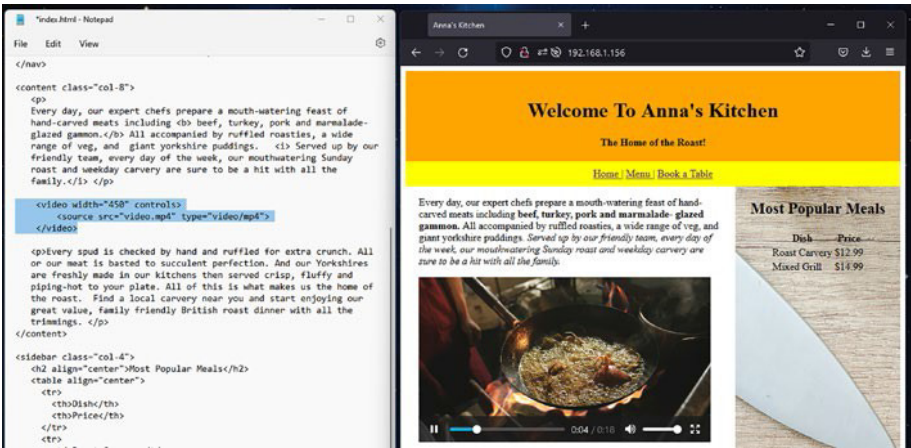 *index.html - Notepad
File Edit View
</nav>
<content class="col-8">
<p>
Every day, our expert chefs prepare a mouth-watering feast of
hand-carved meats including <b> beef, turkey, pork and marmalade-
glazed gammon.</b> All accompanied by ruffled roasties, a wide
range of veg, and giant yorkshire puddings. <i> Served up by our
friendly team, every day of the week, our mouthwatering Sunday
roast and weekday carvery are sure to be a hit with all the
family.</i> </p>
<video width="450" controls>
<source src="video.mp4" type="video/mp4">
</video>
<p>Every spud is checked by hand and ruffled for extra crunch. All
or our meat is basted to succulent perfection. And our Yorkshires
are freshly made in our kitchens then served crisp, fluffy and
piping-hot to your plate. All of this is what makes us the home of
the roast. Find a local carvery near you and start enjoying our
great value, family friendly British roast dinner with all the
trimmings. </p>
</content>
<sidebar class="col-4">
<h2 align="center">Most Popular Meals</h2>
<table align="center">
<tr>
<th>Dish</th>
<th>Price</th>
</tr>
<tr>
Anna's Kitchen
192.168.1.156
Welcome To Anna's Kitchen
The Home of the Roast!
Home | Menu | Book a Table
Every day, our expert chefs prepare a mouth-watering feast of hand-
carved meats including beef, turkey, pork and marmalade- glazed
gammon. All accompanied by ruffled roasties, a wide range of veg, and
giant yorkshire puddings. Served up by our friendly team, every day of
the week, our mouthwatering Sunday roast and weekday carvery are
sure to be a hit with all the family.
0:04 / 0:18
Most Popular Meals
Dish Price
Roast Carvery $12.99
Mixed Grill $14.99